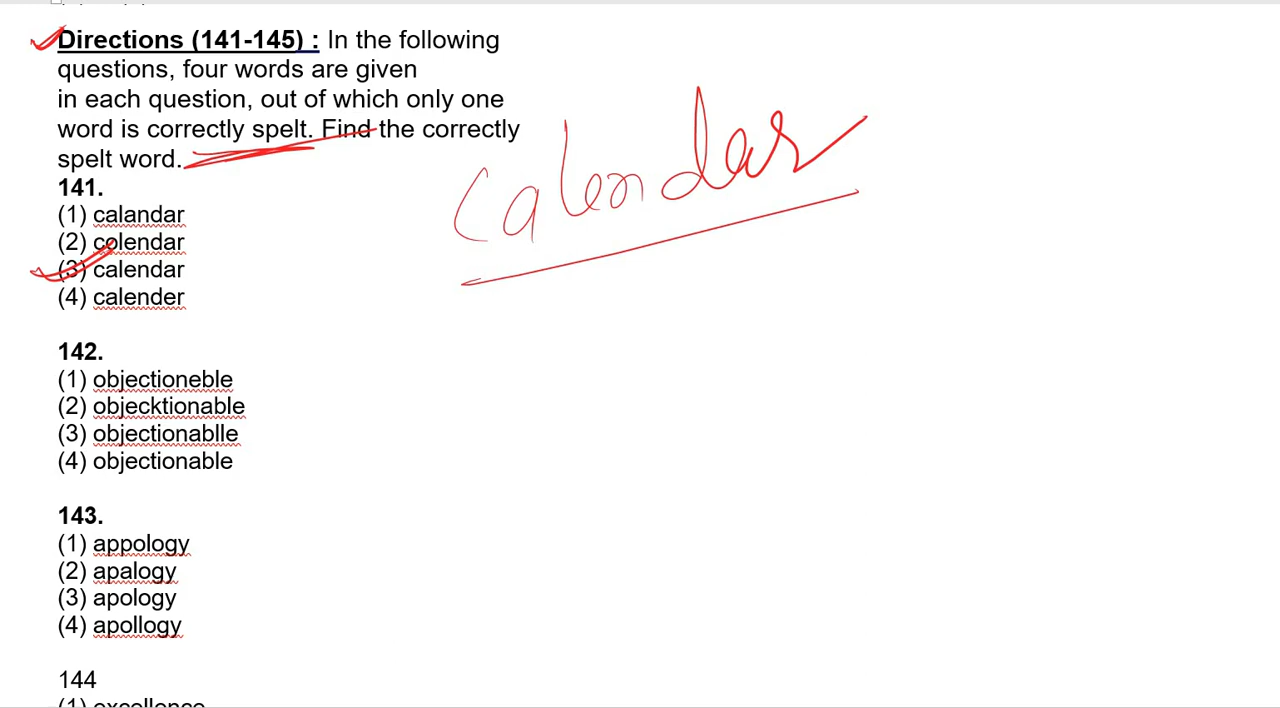 Directions (141-145) : In the following
questions, four words are given
in each question, out of which only one
word is correctly spelt. Find the correctly
spelt word.
calendar
141.
(1) calandar
(2) colendar
(3) calendar
(4) calender
142.
(1) objectioneble
(2) objecktionable
(3) objectionablle
(4) objectionable
143.
(1) appology
(2) apalogy
(3) apology
(4) apollogy
144
(1) excellence